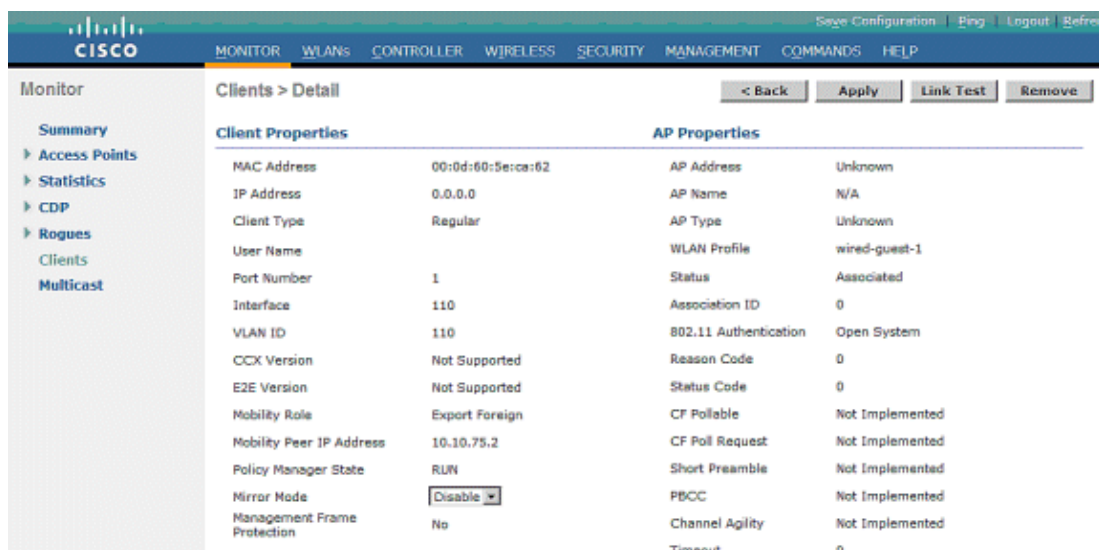 Save Configuration | Ping | Logout | Refre
CISCO
MONITOR WLANs CONTROLLER WIRELESS SECURITY MANAGEMENT COMMANDS HELP
Monitor
Summary
Access Points
Statistics
CDP
Rogues
Clients
Multicast
Clients > Detail
< Back Apply Link Test Remove
Client Properties
MAC Address 00:0d:60:5e:ca:62
IP Address 0.0.0.0
Client Type Regular
User Name
Port Number 1
Interface 110
VLAN ID 110
CCX Version Not Supported
E2E Version Not Supported
Mobility Role Export Foreign
Mobility Peer IP Address 10.10.75.2
Policy Manager State RUN
Mirror Mode Disable
Management Frame
Protection No
AP Properties
AP Address Unknown
AP Name N/A
AP Type Unknown
WLAN Profile wired-guest-1
Status Associated
Association ID 0
802.11 Authentication Open System
Reason Code 0
Status Code 0
CF Pollable Not Implemented
CF Poll Request Not Implemented
Short Preamble Not Implemented
PBCC Not Implemented
Channel Agility Not Implemented
Timeout 0